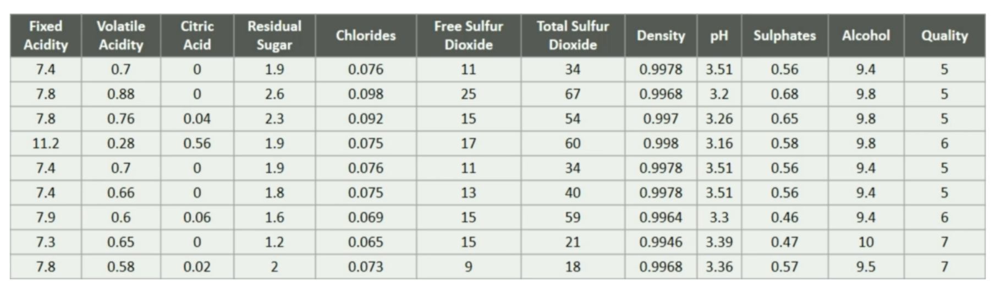 Fixed Acidity Volatile Acidity Citric Acid Residual Sugar Chlorides Free Sulfur Dioxide Total Sulfur Dioxide Density pH Sulphates Alcohol Quality
7.4 0.7 0 1.9 0.076 11 34 0.9978 3.51 0.56 9.4 5
7.8 0.88 0 2.6 0.098 25 67 0.9968 3.2 0.68 9.8 5
7.8 0.76 0.04 2.3 0.092 15 54 0.997 3.26 0.65 9.8 5
11.2 0.28 0.56 1.9 0.075 17 60 0.998 3.16 0.58 9.8 6
7.4 0.7 0 1.9 0.076 11 34 0.9978 3.51 0.56 9.4 5
7.4 0.66 0 1.8 0.075 13 40 0.9978 3.51 0.56 9.4 5
7.9 0.6 0.06 1.6 0.069 15 59 0.9964 3.3 0.46 9.4 6
7.3 0.65 0 1.2 0.065 15 21 0.9946 3.39 0.47 10 7
7.8 0.58 0.02 2 0.073 9 18 0.9968 3.36 0.57 9.5 7